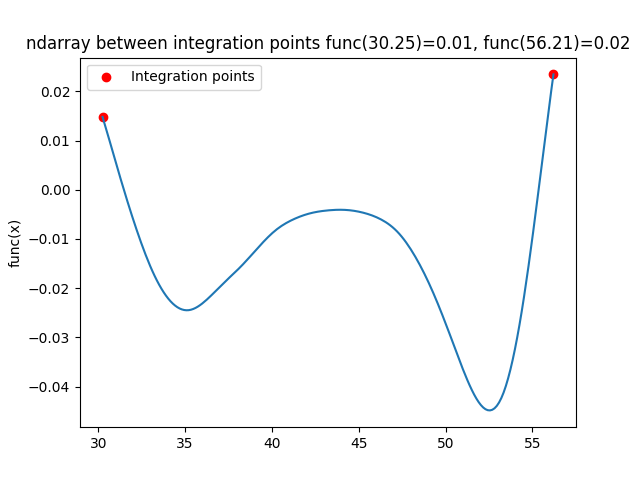 ndarray between integration points func(30.25)=0.01, func(56.21)=0.02
Integration points
func(x)
0.02
0.01
0.00
−0.01
−0.02
−0.03
−0.04
30 35 40 45 50 55